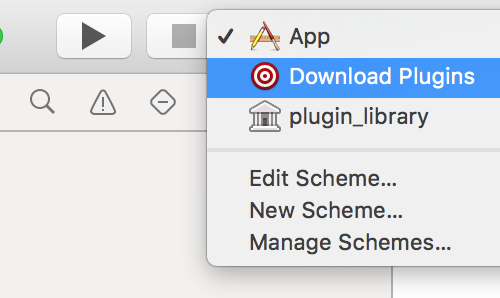 App
Download Plugins
plugin_library
Edit Scheme...
New Scheme...
Manage Schemes...